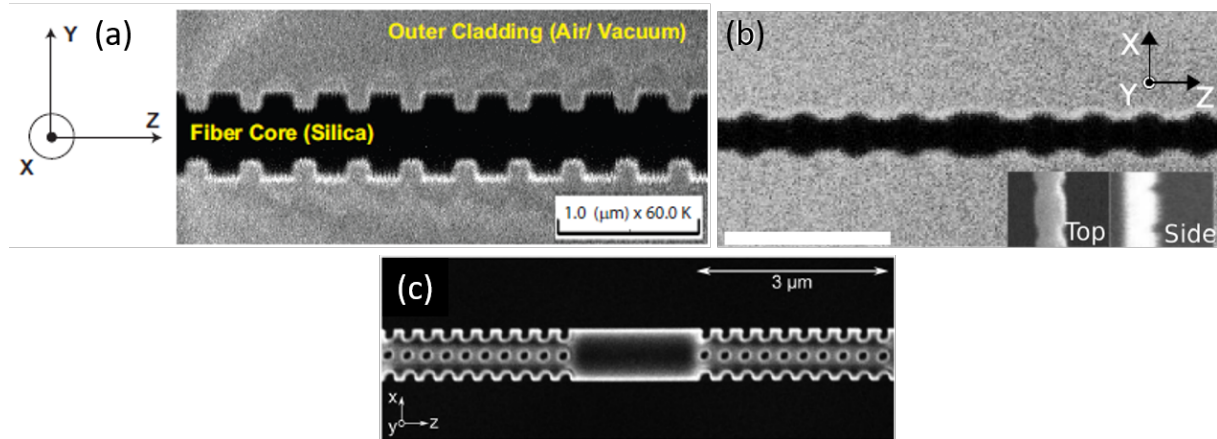 (a)
Y
Z
X
Outer Cladding (Air/ Vacuum)
Fiber Core (Silica)
1.0 (μm) x 60.0 K
(b)
X
Y
Z
Top
Side
(c)
3 μm
x
y
z